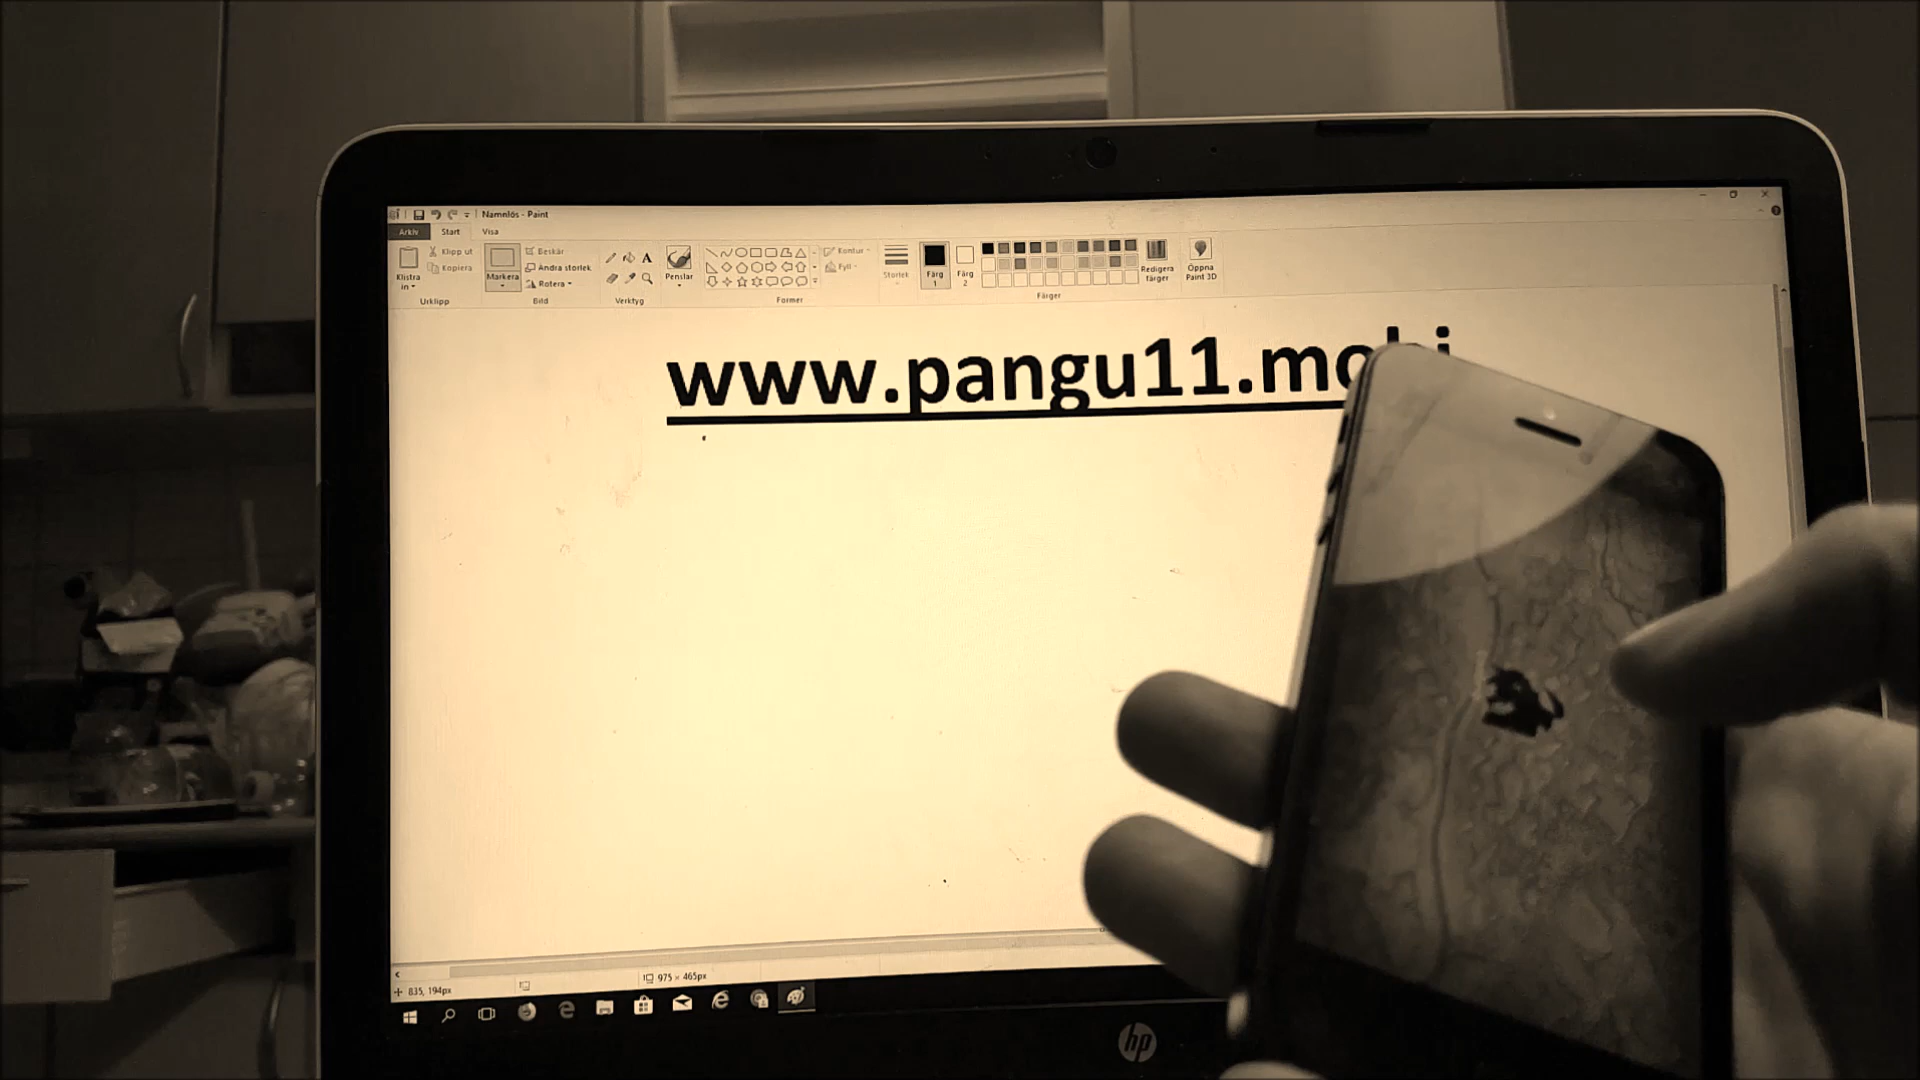 Namnlös - Paint
Arkiv Start Visa
Klistra in
Klipp ut
Kopiera
Urklipp
Markera
Beskär
Ändra storlek
Rotera
Bild
Verktyg
Penslar
Kontur
Fyll
Former
Storlek
Färg 1
Färg 2
Färger
Redigera färger
Öppna Paint 3D
www.pangu11.mobi
835, 194px
975 × 465px
hp